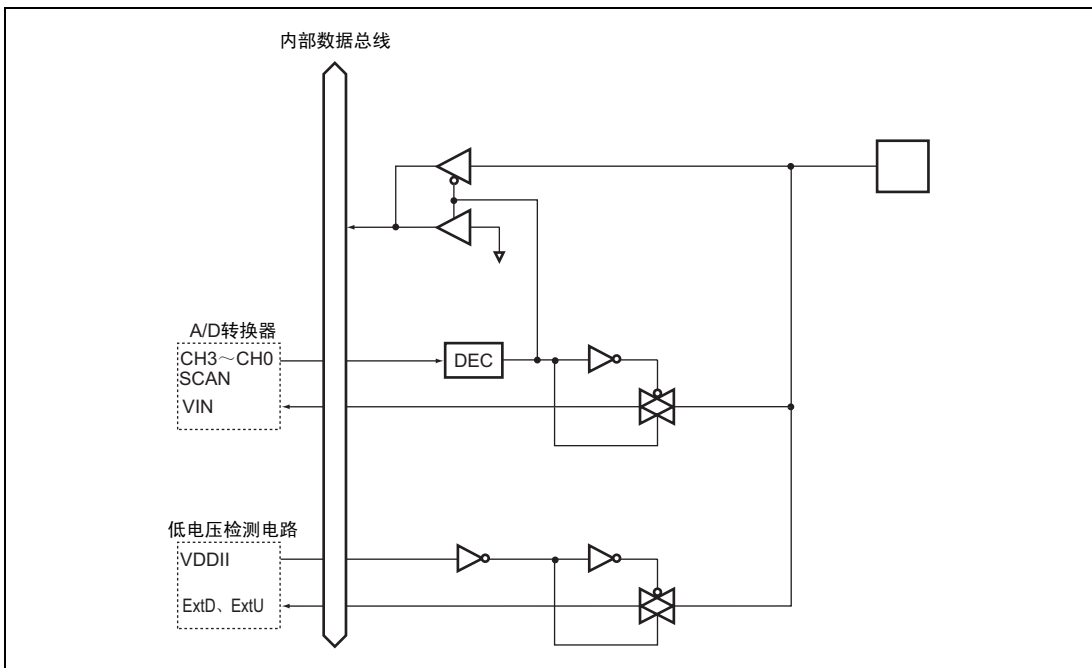 内部数据总线
A/D转换器
CH3～CH0
SCAN
VIN
DEC
低电压检测电路
VDDII
ExtD、ExtU